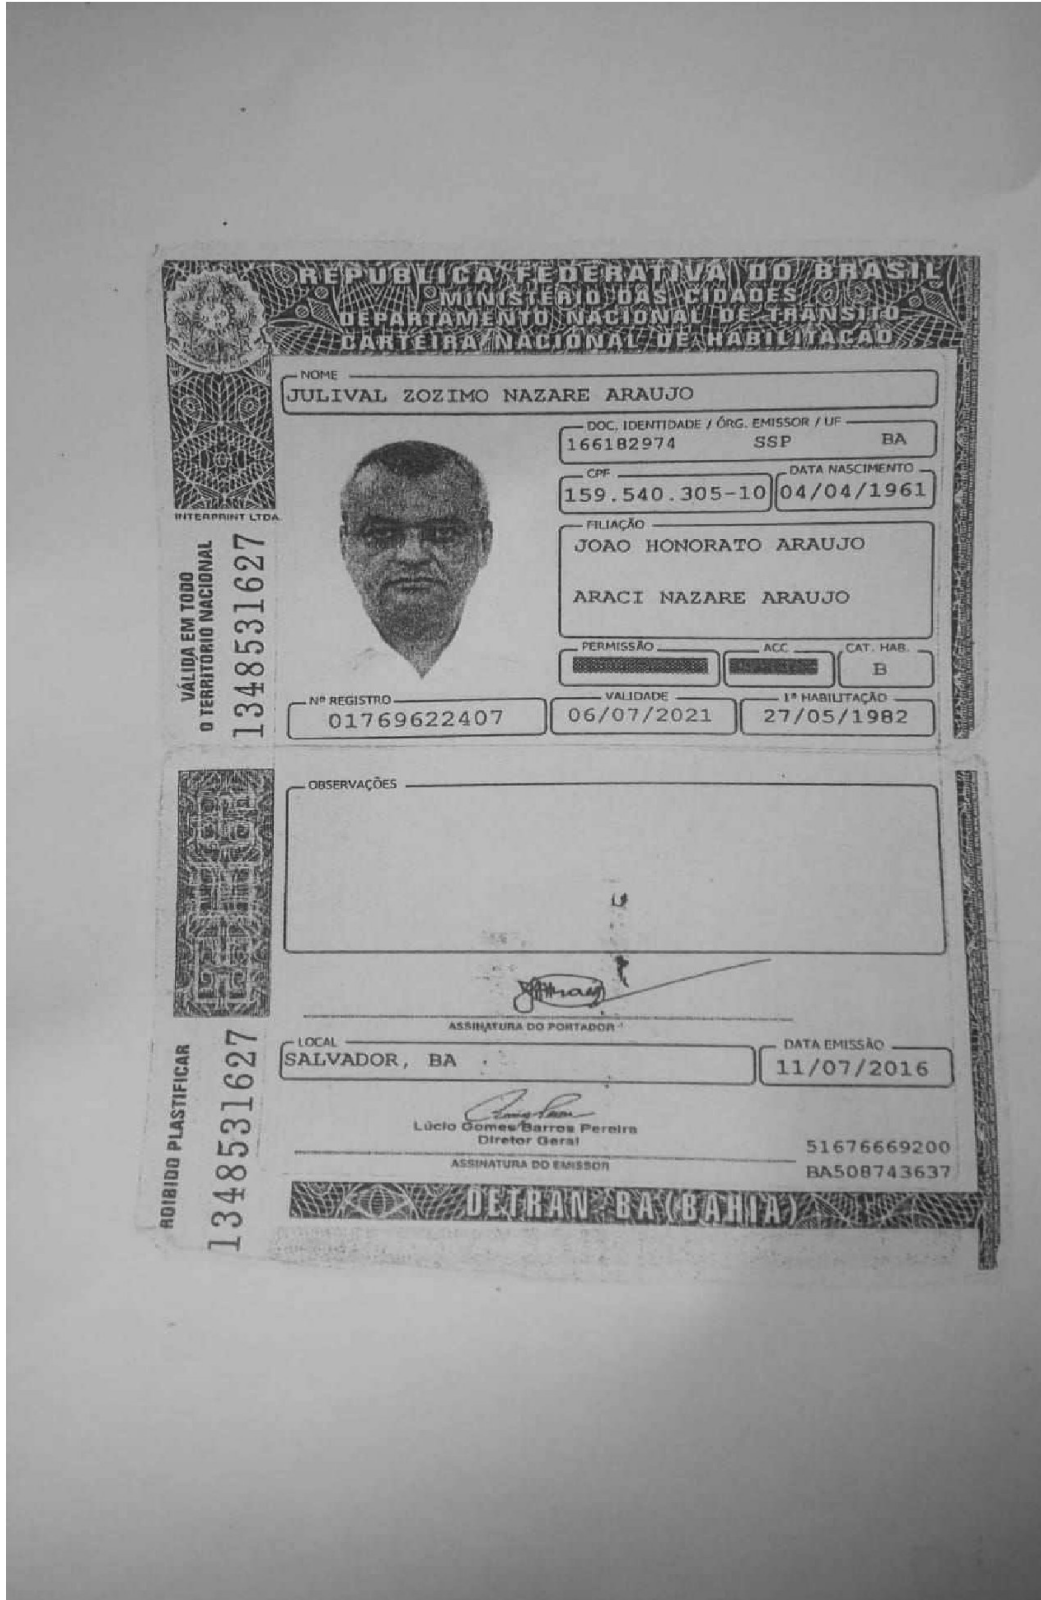 REPÚBLICA FEDERATIVA DO BRASIL
MINISTÉRIO DAS CIDADES
DEPARTAMENTO NACIONAL DE TRÂNSITO
CARTEIRA NACIONAL DE HABILITAÇÃO
NOME
JULIVAL ZOZIMO NAZARE ARAUJO
DOC. IDENTIDADE / ÓRG. EMISSOR / UF
166182974 SSP BA
CPF DATA NASCIMENTO
159.540.305-10 04/04/1961
FILIAÇÃO
JOAO HONORATO ARAUJO
ARACI NAZARE ARAUJO
PERMISSÃO ACC CAT. HAB.
B
Nº REGISTRO VALIDADE 1ª HABILITAÇÃO
01769622407 06/07/2021 27/05/1982
INTERPRINT LTDA.
VÁLIDA EM TODO
O TERRITÓRIO NACIONAL
1348531627
OBSERVAÇÕES
ASSINATURA DO PORTADOR
LOCAL DATA EMISSÃO
SALVADOR, BA 11/07/2016
Lúcio Gomes Barros Pereira
Diretor Geral
ASSINATURA DO EMISSOR
51676669200
BA508743637
ROIBIDO PLASTIFICAR
1348531627
DETRAN BA (BAHIA)